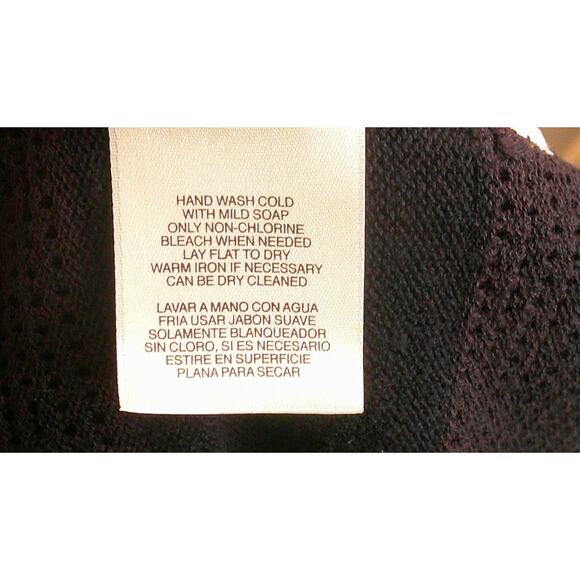 HAND WASH COLD
WITH MILD SOAP
ONLY NON-CHLORINE
BLEACH WHEN NEEDED
LAY FLAT TO DRY
WARM IRON IF NECESSARY
CAN BE DRY CLEANED
LAVAR A MANO CON AGUA
FRIA USAR JABON SUAVE
SOLAMENTE BLANQUEADOR
SIN CLORO, SI ES NECESARIO
ESTIRE EN SUPERFICIE
PLANA PARA SECAR